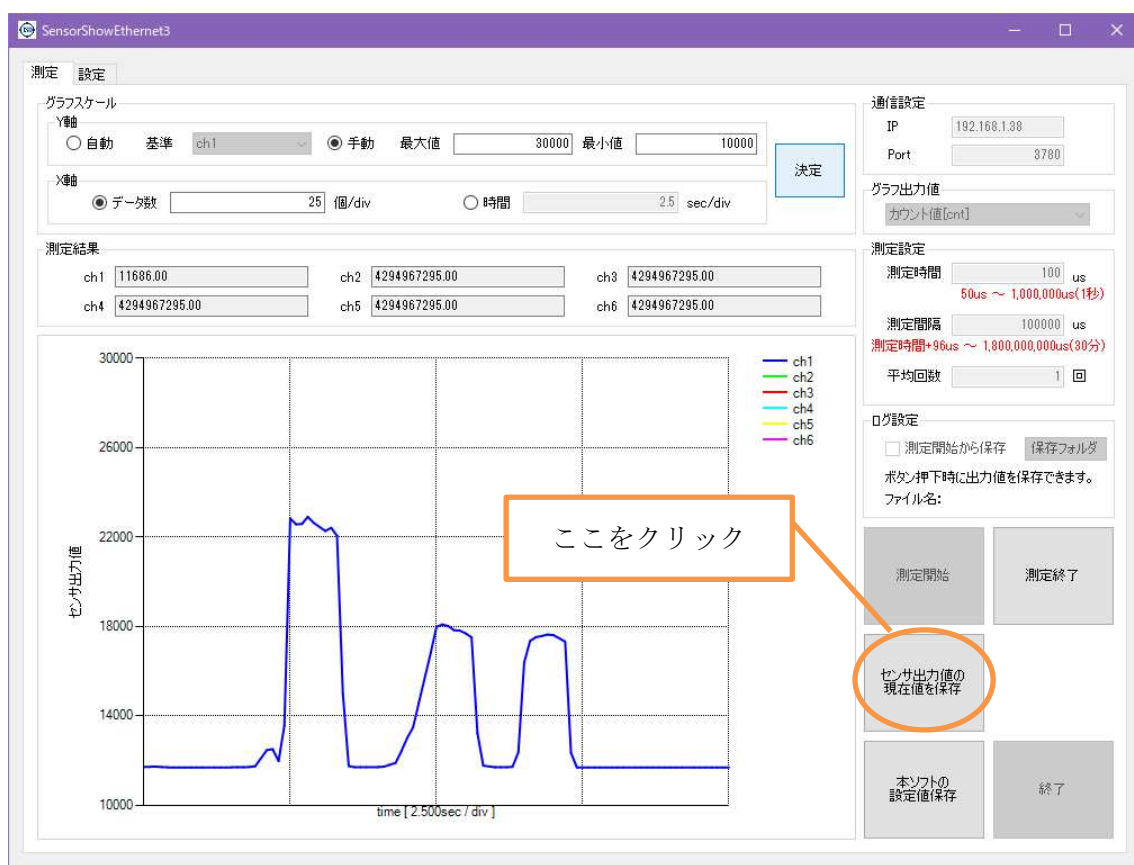 SensorShowEthernet3
測定 設定
グラフスケール
Y軸
自動 基準 ch1 手動 最大値 30000 最小値 10000
決定
X軸
データ数 25 個/div 時間 2.5 sec/div
測定結果
ch1 11686.00 ch2 4294967295.00 ch3 4294967295.00
ch4 4294967295.00 ch5 4294967295.00 ch6 4294967295.00
30000
26000
22000
18000
14000
10000
センサ出力値
time [ 2.500sec / div ]
ch1
ch2
ch3
ch4
ch5
ch6
ここをクリック
通信設定
IP 192.168.1.38
Port 3780
グラフ出力値
カウント値[cnt]
測定設定
測定時間 100 us
50us ～ 1,000,000us(1秒)
測定間隔 100000 us
測定時間+96us ～ 1,800,000,000us(30分)
平均回数 1 回
ログ設定
測定開始から保存 保存フォルダ
ボタン押下時に出力値を保存できます。
ファイル名:
測定開始 測定終了
センサ出力値の
現在値を保存
本ソフトの
設定値保存
終了